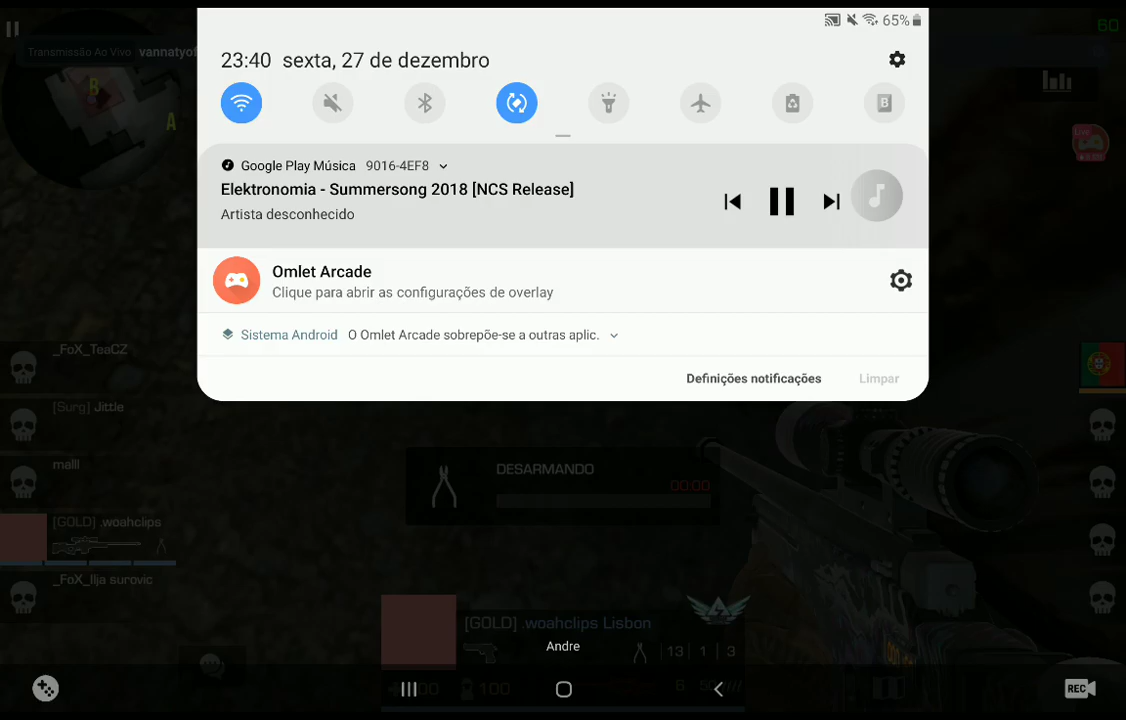 65%
60
23:40 sexta, 27 de dezembro
Transmissão Ao Vivo vannatyof
B
A
Live
Google Play Música 9016-4EF8
Elektronomia - Summersong 2018 [NCS Release]
Artista desconhecido
Omlet Arcade
Clique para abrir as configurações de overlay
Sistema Android O Omlet Arcade sobrepõe-se a outras aplic.
Definições notificações Limpar
_FoX_TeaCZ
[Surg] Jittle
malll
[GOLD] .woahclips
_FoX_Ilja surovic
DESARMANDO
00:00
[GOLD] .woahclips Lisbon
13 | 1 | 3
Andre
100
REC